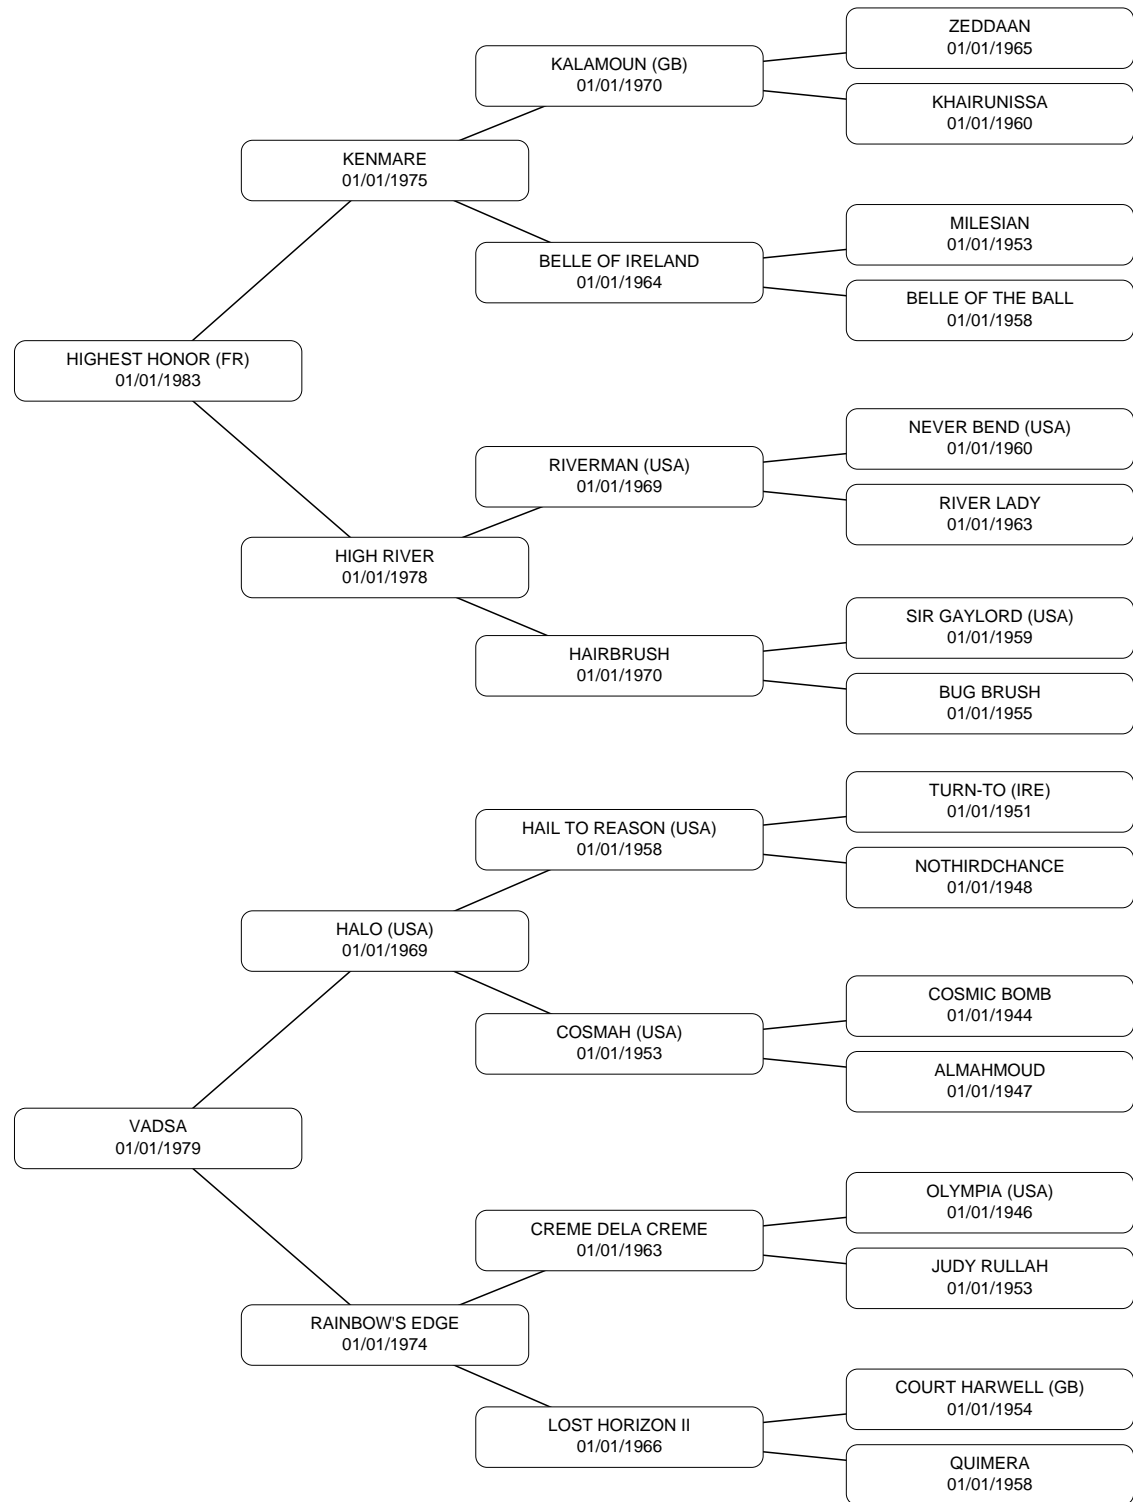 ZEDDAAN
01/01/1965
KALAMOUN (GB)
01/01/1970
KHAIRUNISSA
01/01/1960
KENMARE
01/01/1975
MILESIAN
01/01/1953
BELLE OF IRELAND
01/01/1964
BELLE OF THE BALL
01/01/1958
HIGHEST HONOR (FR)
01/01/1983
NEVER BEND (USA)
01/01/1960
RIVERMAN (USA)
01/01/1969
RIVER LADY
01/01/1963
HIGH RIVER
01/01/1978
SIR GAYLORD (USA)
01/01/1959
HAIRBRUSH
01/01/1970
BUG BRUSH
01/01/1955
TURN-TO (IRE)
01/01/1951
HAIL TO REASON (USA)
01/01/1958
NOTHIRDCHANCE
01/01/1948
HALO (USA)
01/01/1969
COSMIC BOMB
01/01/1944
COSMAH (USA)
01/01/1953
ALMAHMOUD
01/01/1947
VADSA
01/01/1979
OLYMPIA (USA)
01/01/1946
CREME DELA CREME
01/01/1963
JUDY RULLAH
01/01/1953
RAINBOW'S EDGE
01/01/1974
COURT HARWELL (GB)
01/01/1954
LOST HORIZON II
01/01/1966
QUIMERA
01/01/1958